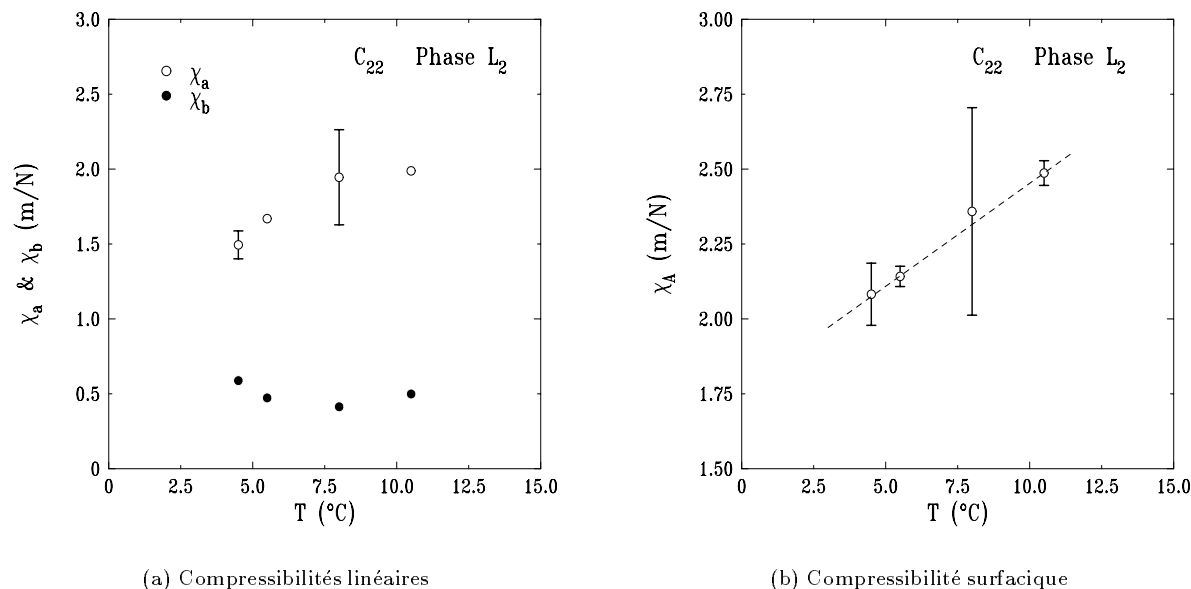 3.0
2.5
2.0
1.5
1.0
0.5
0
0
2.5
5.0
7.5
10.0
12.5
15.0
χa & χb (m/N)
T (°C)
C22 Phase L2
χa
χb
(a) Compressibilités linéaires
3.00
2.75
2.50
2.25
2.00
1.75
1.50
0
2.5
5.0
7.5
10.0
12.5
15.0
χA (m/N)
T (°C)
C22 Phase L2
(b) Compressibilité surfacique